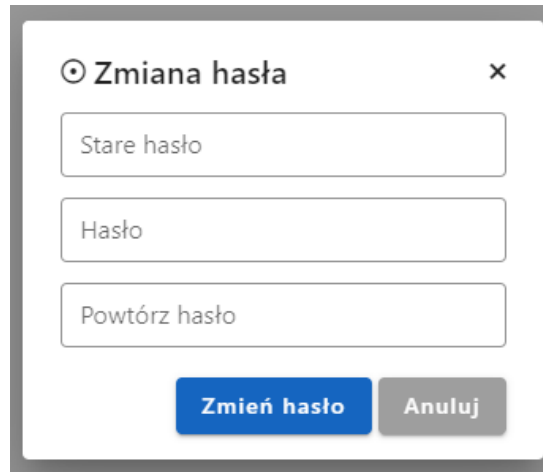 Zmiana hasła
Stare hasło
Hasło
Powtórz hasło
Zmień hasło
Anuluj